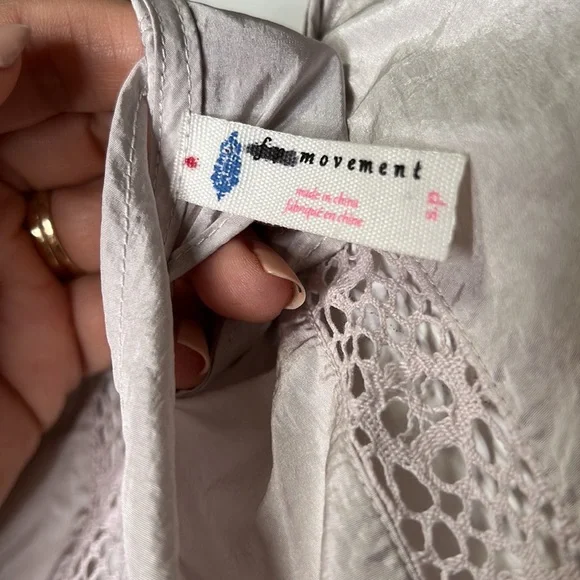 movement
made in china
fabriqué en chine
s.p